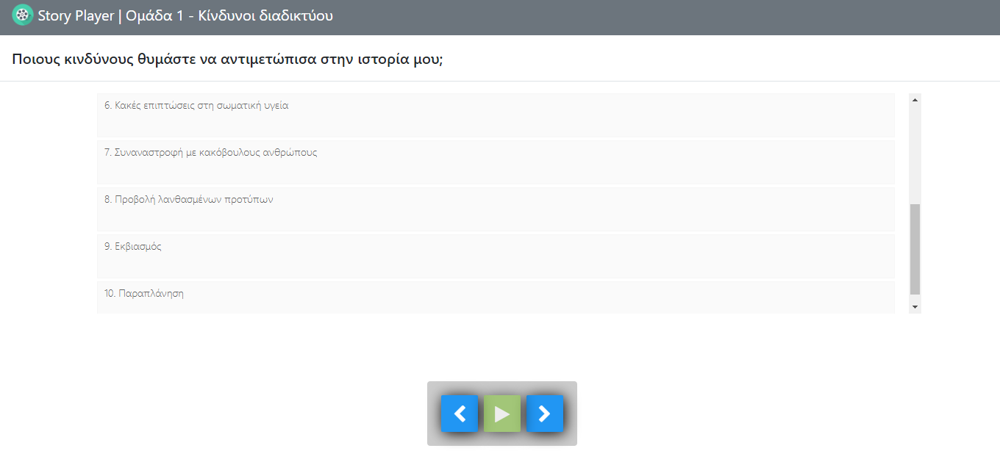 Story Player | Ομάδα 1 - Κίνδυνοι διαδικτύου
Ποιους κινδύνους θυμάστε να αντιμετώπισα στην ιστορία μου;
6. Κακές επιπτώσεις στη σωματική υγεία
7. Συναναστροφή με κακόβουλους ανθρώπους
8. Προβολή λανθασμένων προτύπων
9. Εκβιασμός
10. Παραπλάνηση